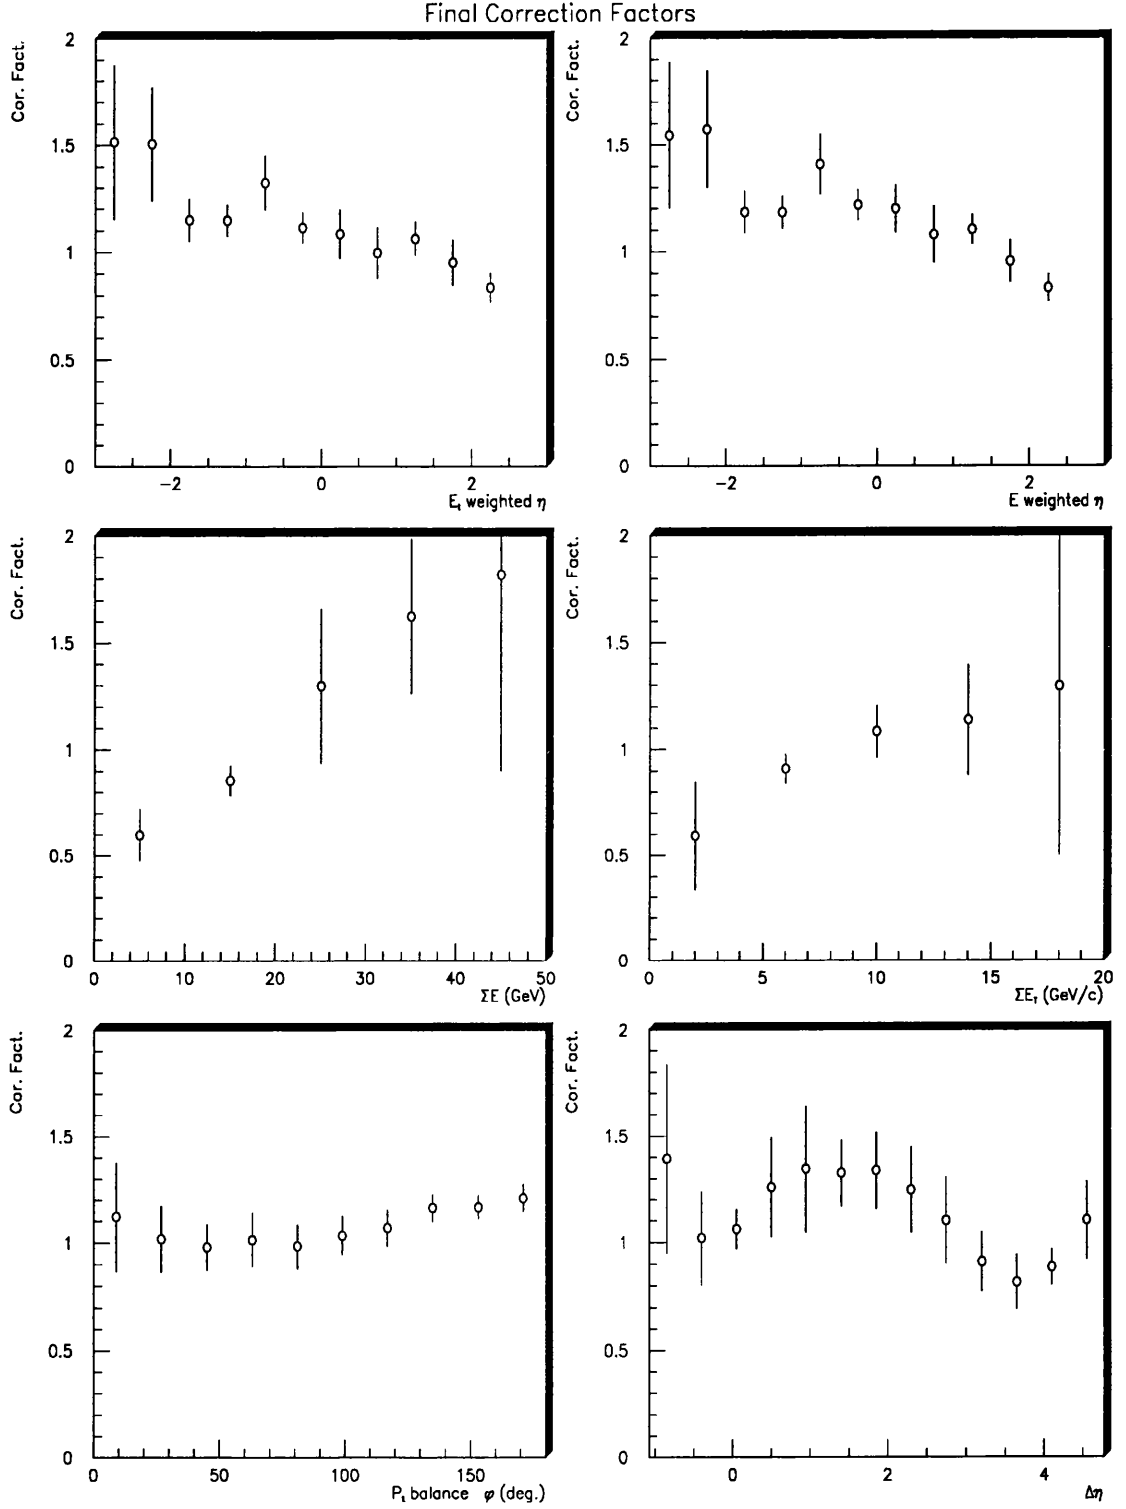 Final Correction Factors
Cor. Fact.
2
1.5
1
0.5
0
−2 0 2
Eₜ weighted η
Cor. Fact.
2
1.5
1
0.5
0
−2 0 2
E weighted η
Cor. Fact.
2
1.5
1
0.5
0
0 10 20 30 40 50
ΣE (GeV)
Cor. Fact.
2
1.5
1
0.5
0
0 5 10 15 20
ΣE_T (GeV/c)
Cor. Fact.
2
1.5
1
0.5
0
0 50 100 150
Pₜ balance φ (deg.)
Cor. Fact.
2
1.5
1
0.5
0
0 2 4
Δη